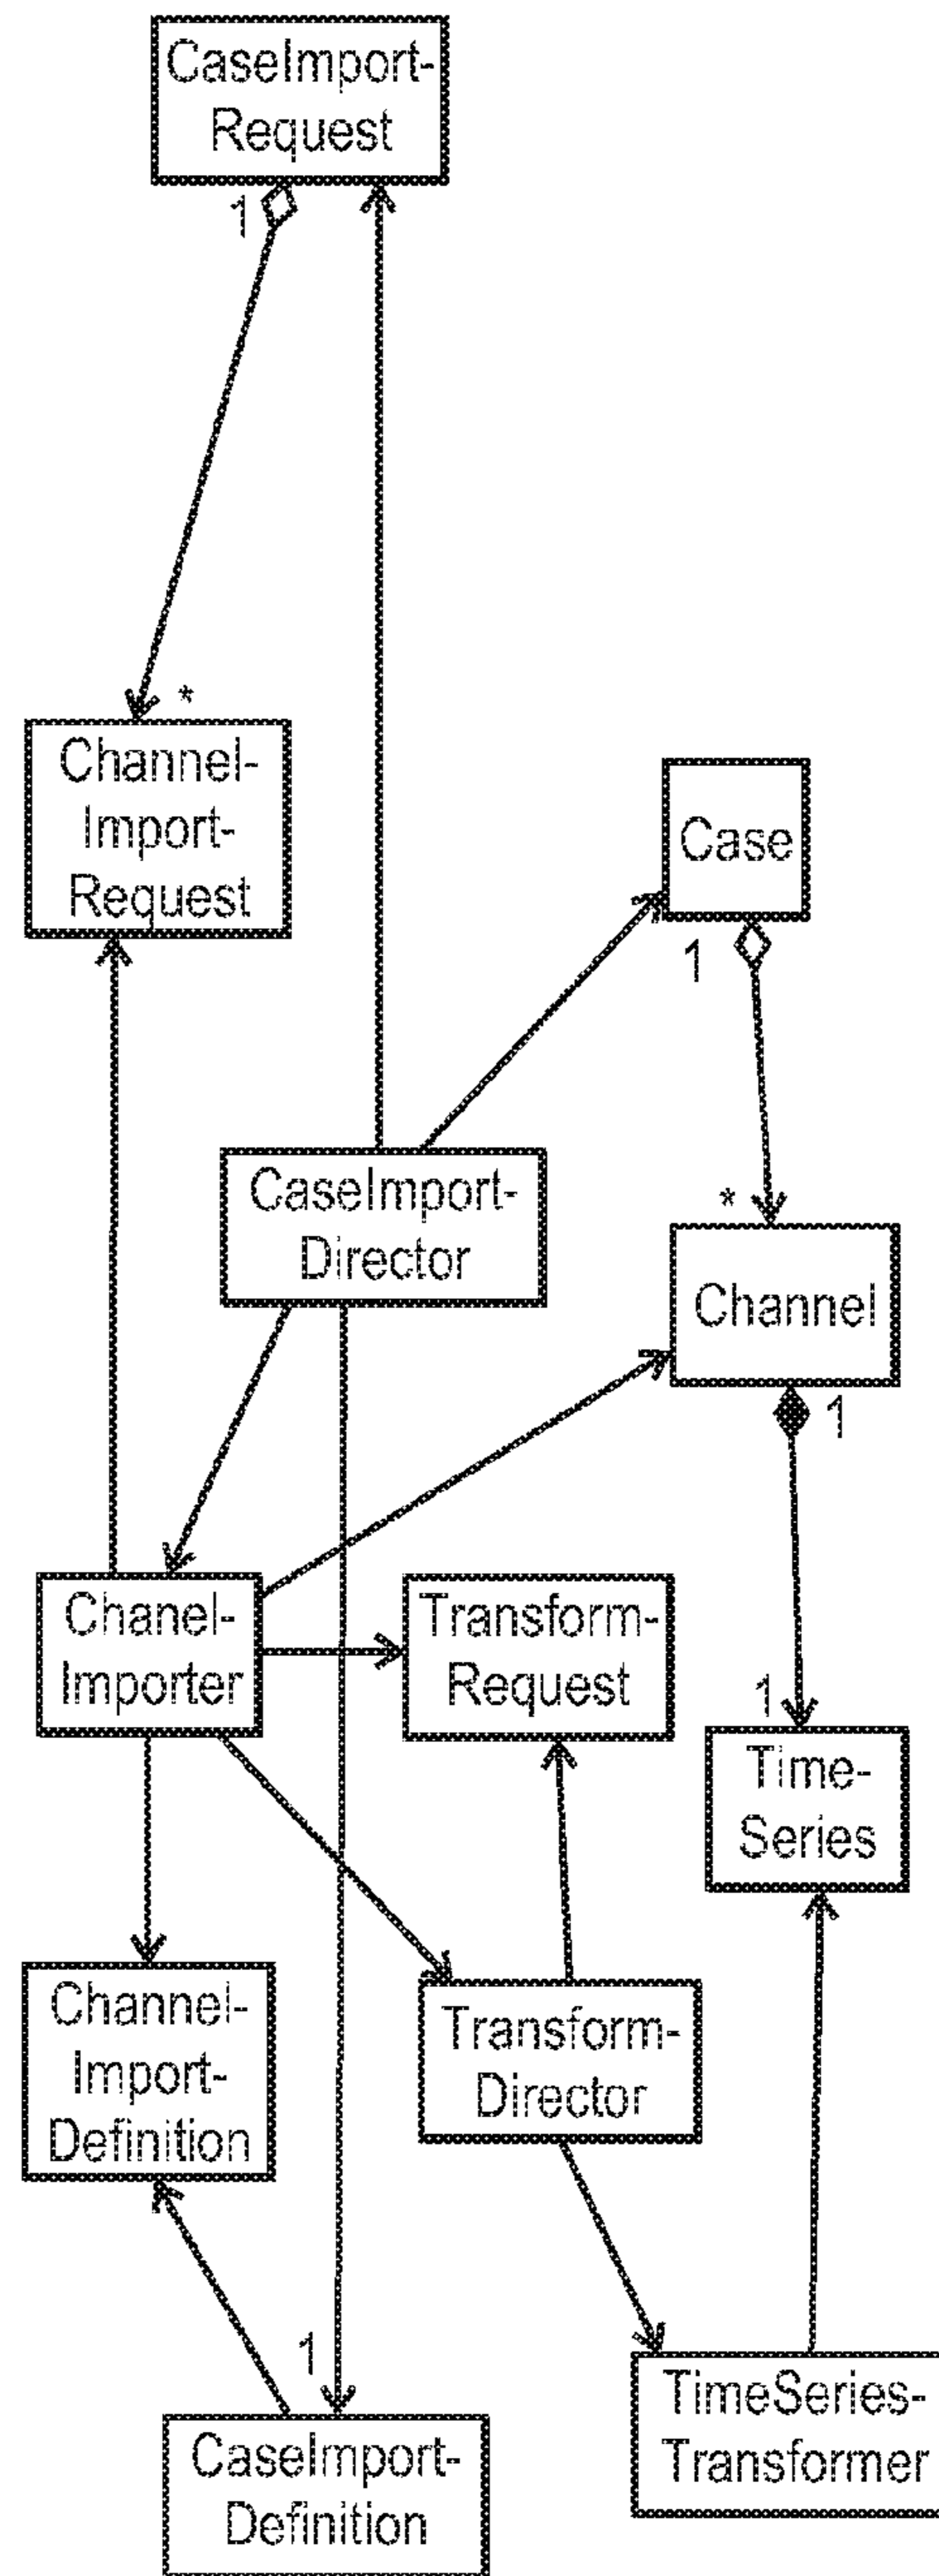 CaseImport-
Request
1
*
Channel-
Import-
Request
Case
1
CaseImport-
Director
*
Channel
1
Chanel-
Importer
Transform-
Request
1
Time-
Series
Channel-
Import-
Definition
Transform-
Director
1
CaseImport-
Definition
TimeSeries-
Transformer